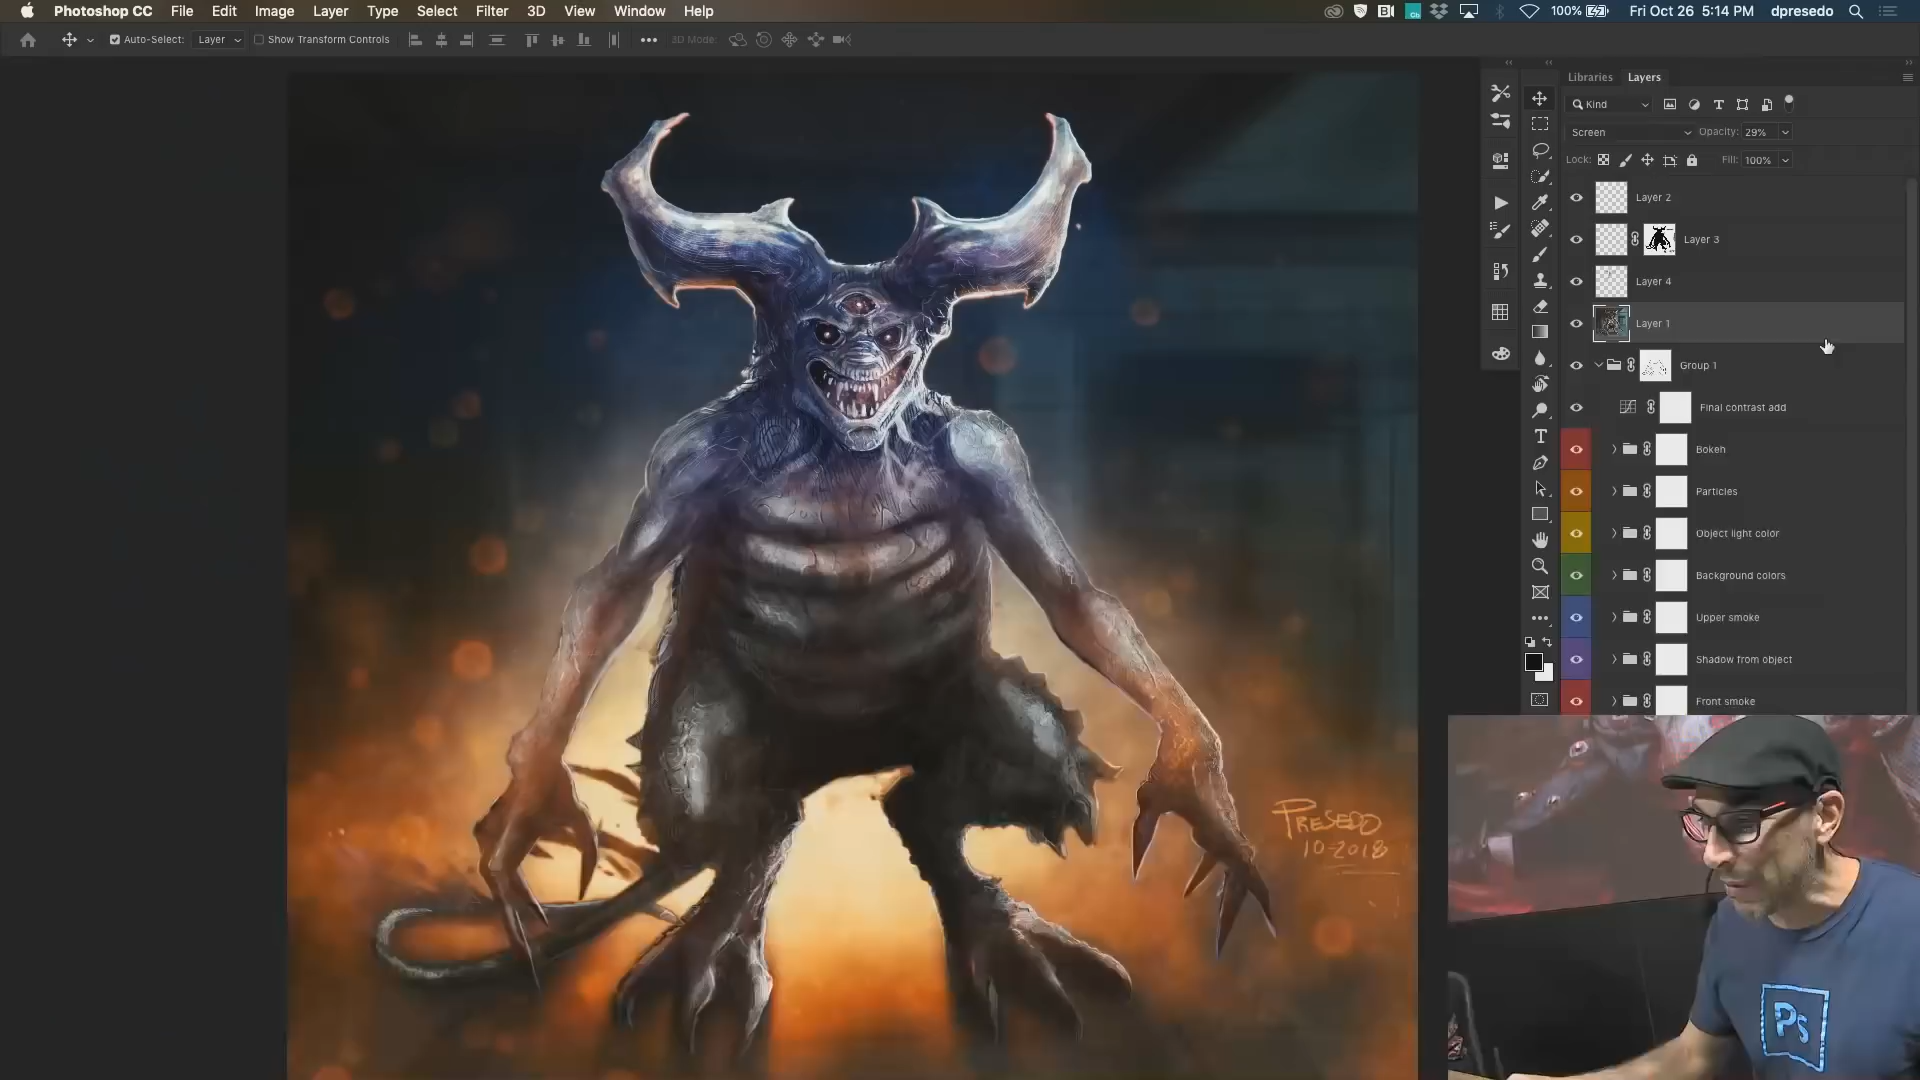 Photoshop CC File Edit Image Layer Type Select Filter 3D View Window Help 100% Fri Oct 26 5:14 PM dpresedo
Auto-Select: Layer Show Transform Controls 3D Mode:
Libraries Layers
Kind
Screen Opacity: 29%
Lock: Fill: 100%
Layer 2
Layer 3
Layer 4
Layer 1
Group 1
Final contrast add
Bokeh
Particles
Object light color
Background colors
Upper smoke
Shadow from object
Front smoke
PRESEDO
10-2018
Ps